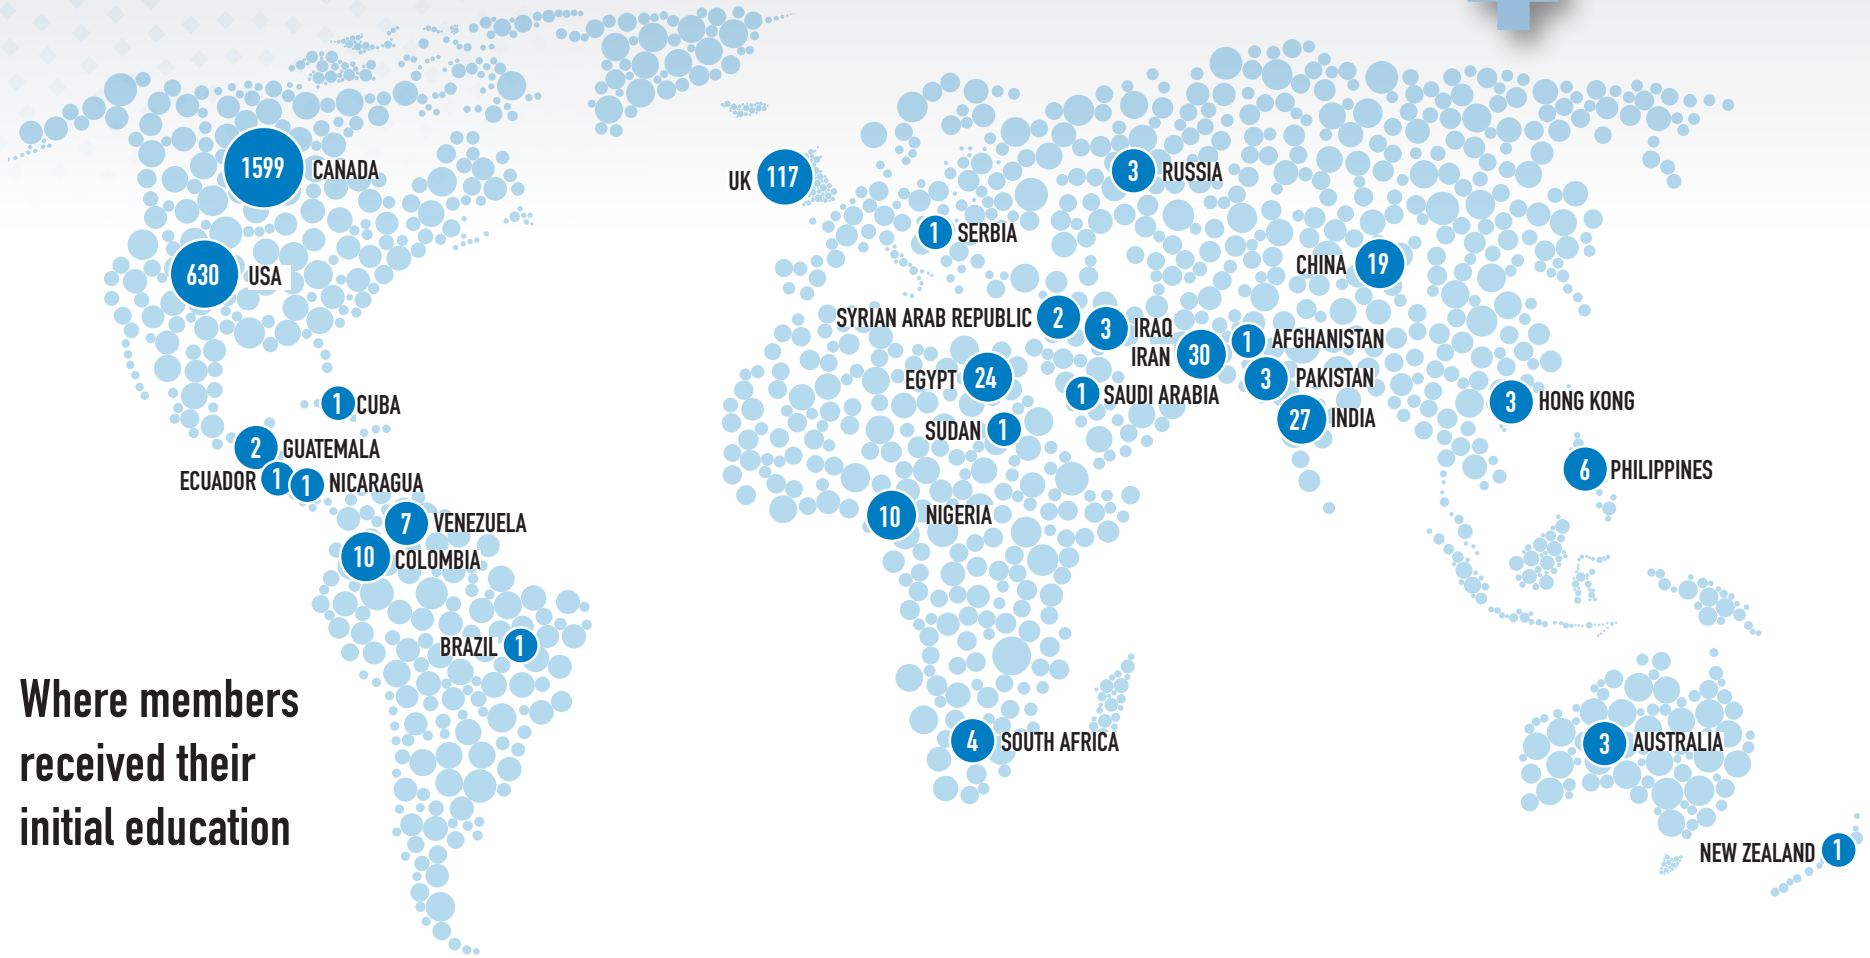 1599 CANADA
630 USA
1 CUBA
2 GUATEMALA
ECUADOR 1
1 NICARAGUA
7 VENEZUELA
10 COLOMBIA
BRAZIL 1
UK 117
3 RUSSIA
1 SERBIA
CHINA 19
SYRIAN ARAB REPUBLIC 2
3 IRAQ
IRAN 30
1 AFGHANISTAN
EGYPT 24
3 PAKISTAN
1 SAUDI ARABIA
27 INDIA
3 HONG KONG
SUDAN 1
6 PHILIPPINES
10 NIGERIA
4 SOUTH AFRICA
3 AUSTRALIA
NEW ZEALAND 1
Where members
received their
initial education